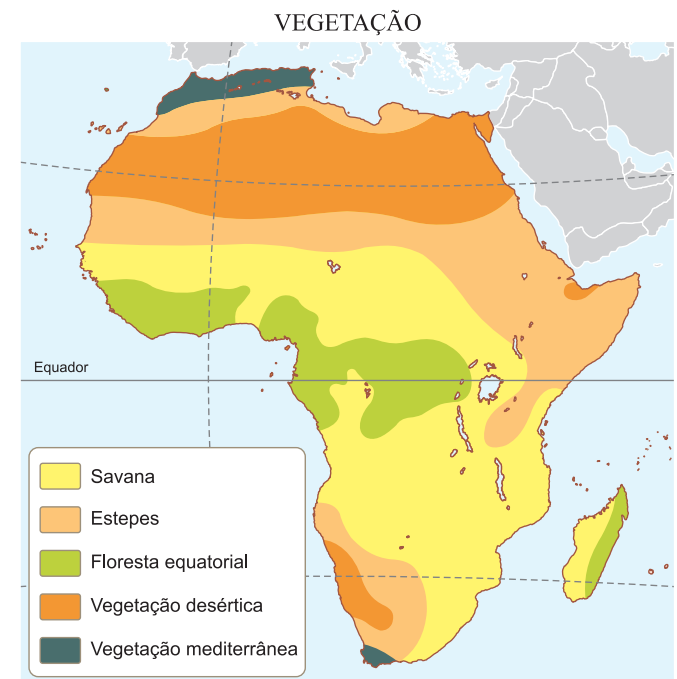 VEGETAÇÃO
Equador
Savana
Estepes
Floresta equatorial
Vegetação desértica
Vegetação mediterrânea